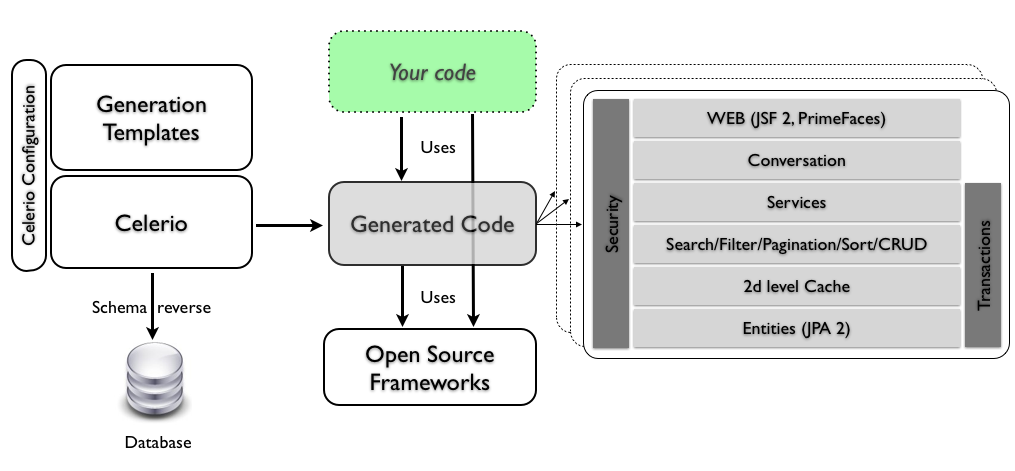 Celerio Configuration
Generation
Templates
Celerio
Schema reverse
Database
Your code
Uses
Generated Code
Uses
Open Source
Frameworks
Security
WEB (JSF 2, PrimeFaces)
Conversation
Services
Search/Filter/Pagination/Sort/CRUD
2d level Cache
Entities (JPA 2)
Transactions